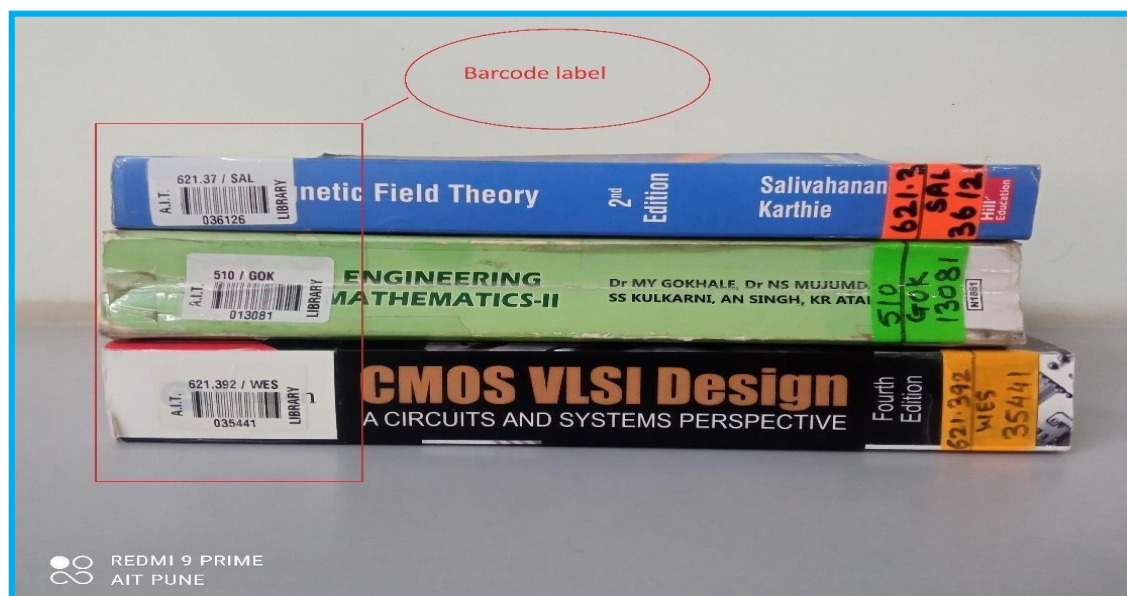 Barcode label
621.37 / SAL
A.I.T.
LIBRARY
036126
netic Field Theory
2nd
Edition
Salivahanan
Karthie
621.3
SAL
3612
Hill
Education
510 / GOK
A.I.T.
LIBRARY
013081
ENGINEERING
MATHEMATICS-II
Dr MY GOKHALE, Dr NS MUJUMD
SS KULKARNI, AN SINGH, KR ATA
510
GOK
13081
N1861
621.392 / WES
A.I.T.
LIBRARY
035441
CMOS VLSI Design
A CIRCUITS AND SYSTEMS PERSPECTIVE
Fourth
Edition
621.392
WES
35441
REDMI 9 PRIME
AIT PUNE